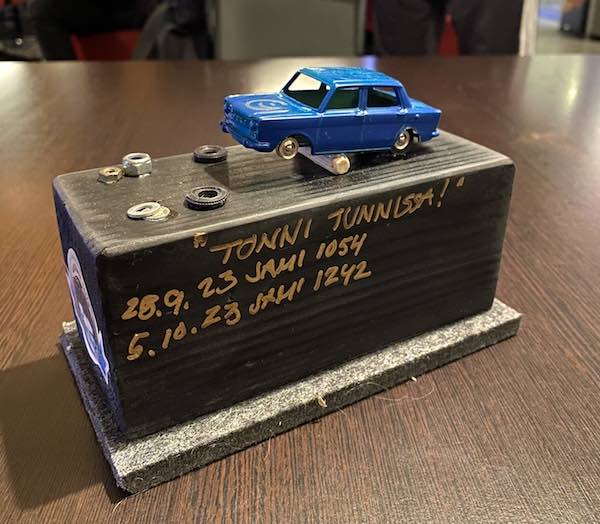 "TONNI TUNNISSA!"
28.9.23 JAMI 1054
5.10.23 JAMI 1242